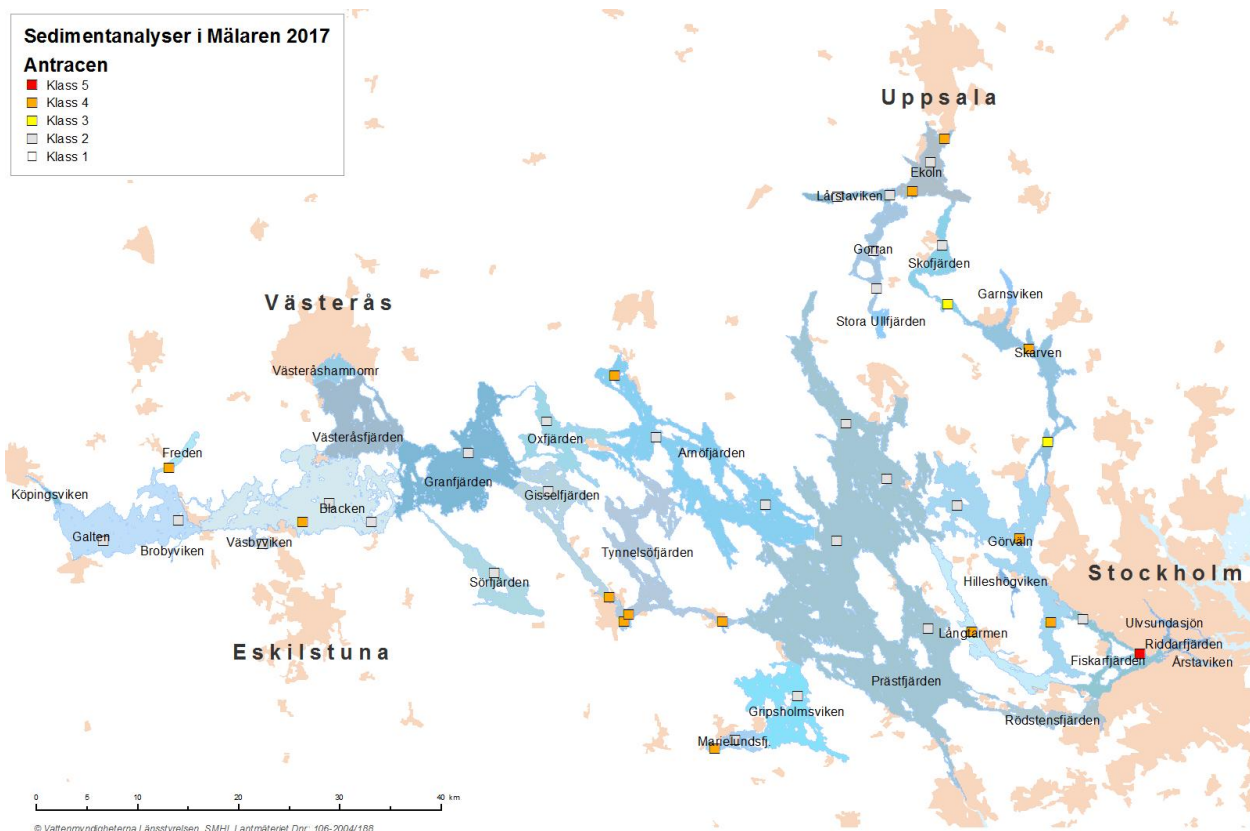 Sedimentanalyser i Mälaren 2017
Antracen
Klass 5
Klass 4
Klass 3
Klass 2
Klass 1
Uppsala
Ekoln
Lårstaviken
Gorran
Skofjärden
Garnsviken
Stora Ullfjärden
Skarven
Västerås
Västeråshamnomr
Västeråsfjärden
Oxfjärden
Arnöfjärden
Freden
Granfjärden
Gisselfjärden
Köpingsviken
Blacken
Galten
Brobyviken
Väsbyviken
Görväln
Tynnelsöfjärden
Sörfjärden
Hilleshögviken
Stockholm
Ulvsundasjön
Långtarmen
Riddarfjärden
Eskilstuna
Fiskarfjärden
Årstaviken
Prästfjärden
Gripsholmsviken
Rödstensfjärden
Marielundsfj.
0 5 10 20 30 40 km
© Vattenmyndigheterna Länsstyrelsen, SMHI, Lantmäteriet Dnr: 106-2004/188